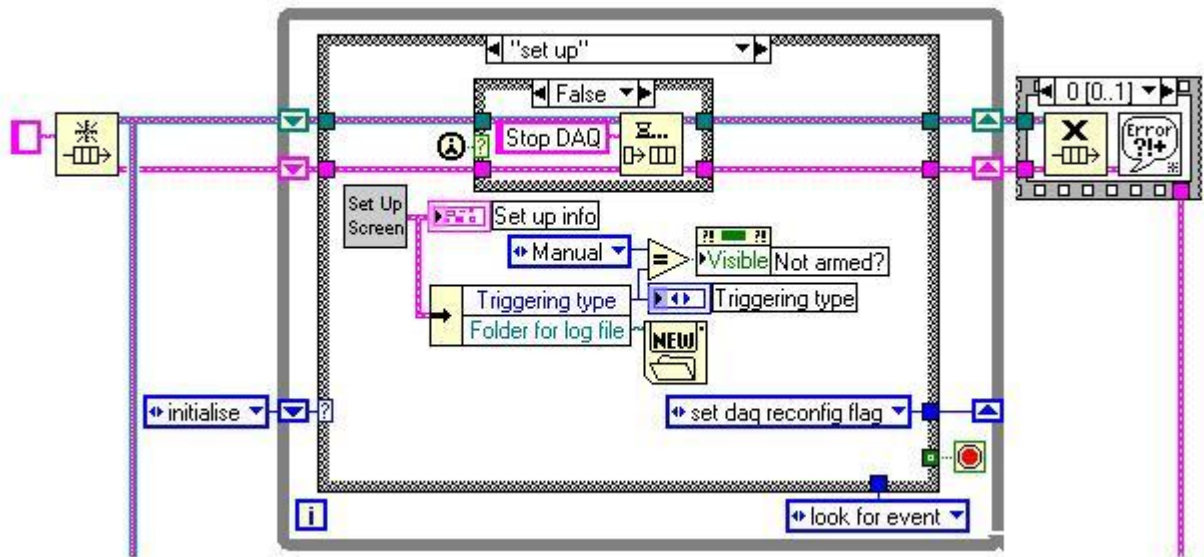 "set up"
False
0 [0..1]
Stop DAQ
Error
?!+
?
Set Up
Screen
Set up info
Manual
=
?! ?!
Visible
Not armed?
Triggering type
Triggering type
Folder for log file
NEW
initialise
?
set daq reconfig flag
i
look for event